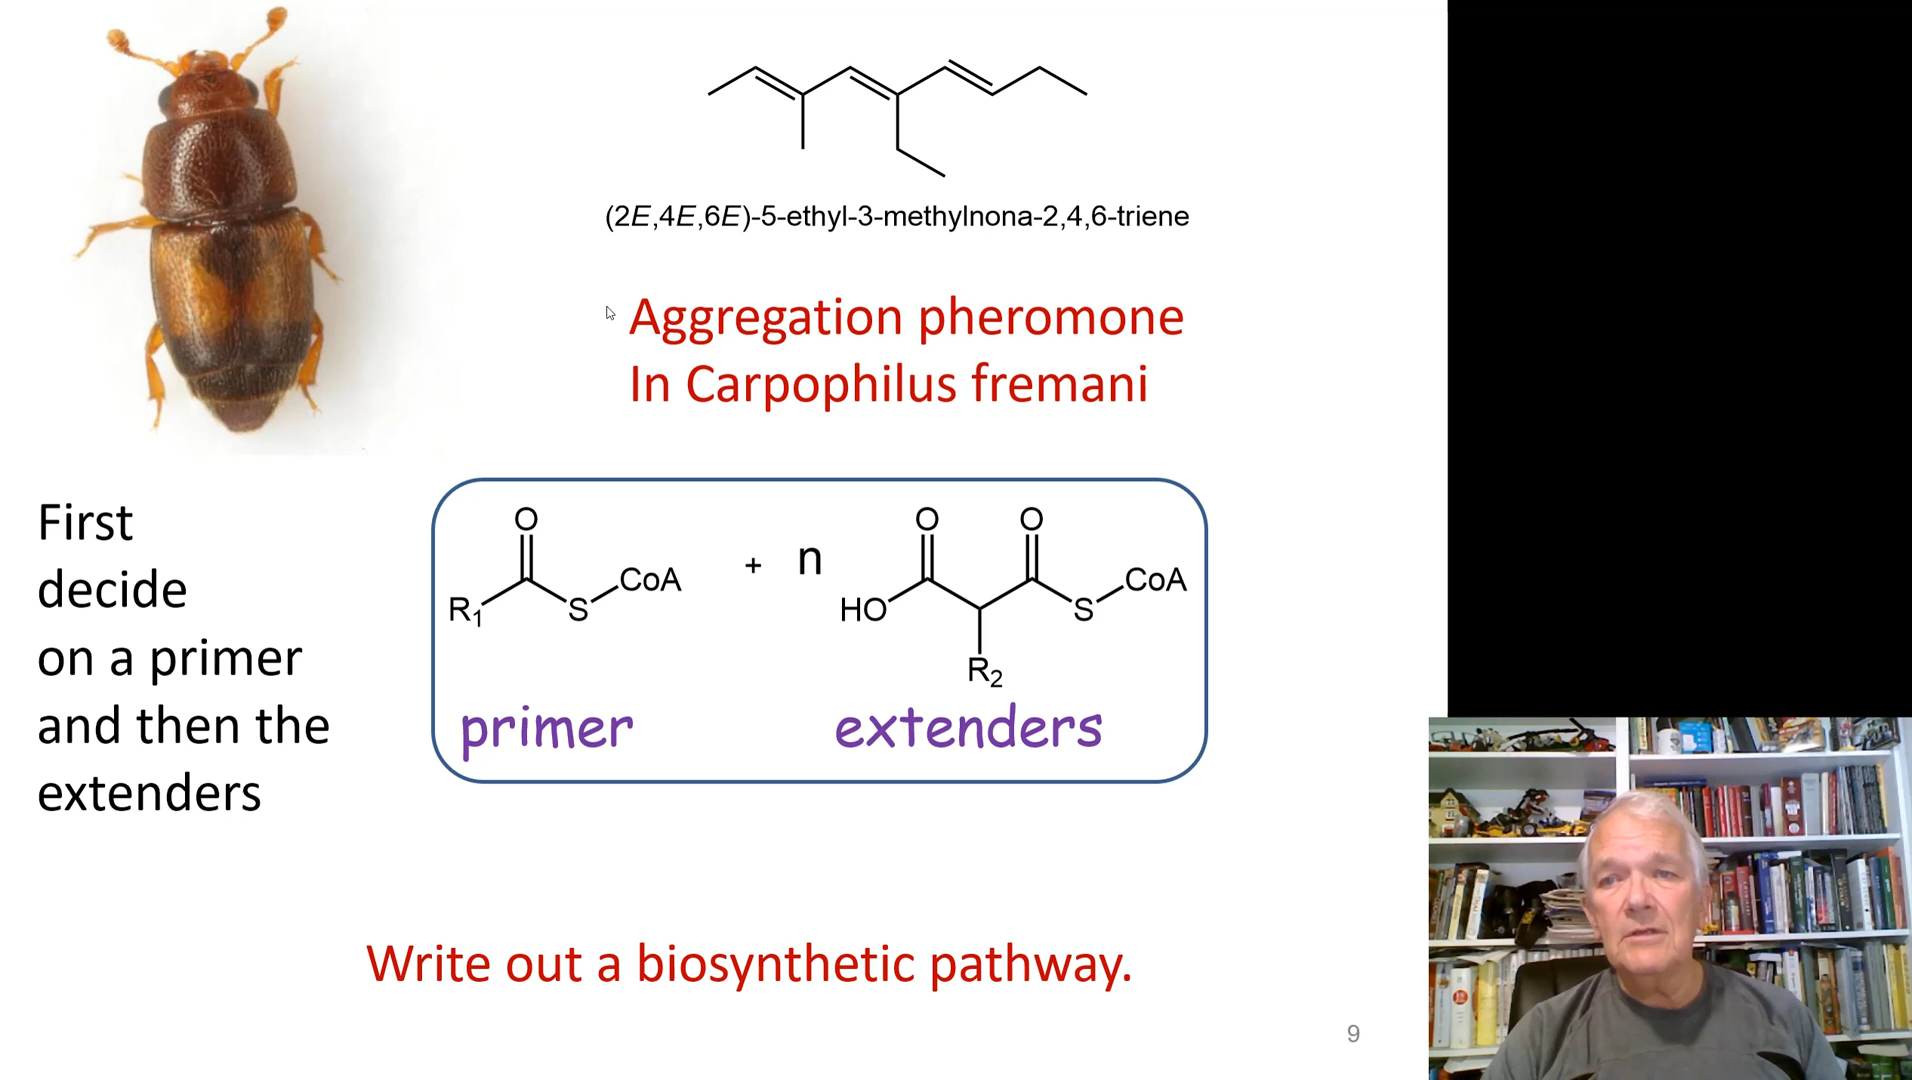 (2E,4E,6E)-5-ethyl-3-methylnona-2,4,6-triene
Aggregation pheromone
In Carpophilus fremani
First
decide
on a primer
and then the
extenders
O
R1
S
CoA
+ n
O
O
HO
S
CoA
R2
primer
extenders
Write out a biosynthetic pathway.
9